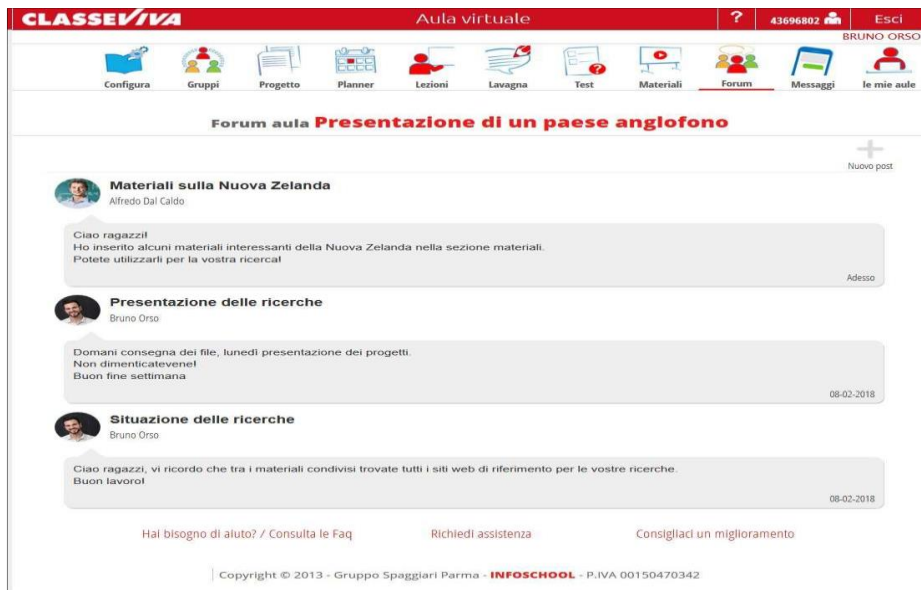 CLASSEVIVA
Aula virtuale
?
43696802
Esci
BRUNO ORSO
Configura
Gruppi
Progetto
Planner
Lezioni
Lavagna
Test
Materiali
Forum
Messaggi
le mie aule
Forum aula Presentazione di un paese anglofono
Nuovo post
Materiali sulla Nuova Zelanda
Alfredo Dal Caldo
Ciao ragazzi!
Ho inserito alcuni materiali interessanti della Nuova Zelanda nella sezione materiali.
Potete utilizzarli per la vostra ricerca!
Adesso
Presentazione delle ricerche
Bruno Orso
Domani consegna dei file, lunedì presentazione dei progetti.
Non dimenticatevene!
Buon fine settimana
08-02-2018
Situazione delle ricerche
Bruno Orso
Ciao ragazzi, vi ricordo che tra i materiali condivisi trovate tutti i siti web di riferimento per le vostre ricerche.
Buon lavoro!
08-02-2018
Hai bisogno di aiuto? / Consulta le Faq
Richiedi assistenza
Consigliaci un miglioramento
Copyright © 2013 - Gruppo Spaggiari Parma - INFOSCHOOL - P.IVA 00150470342